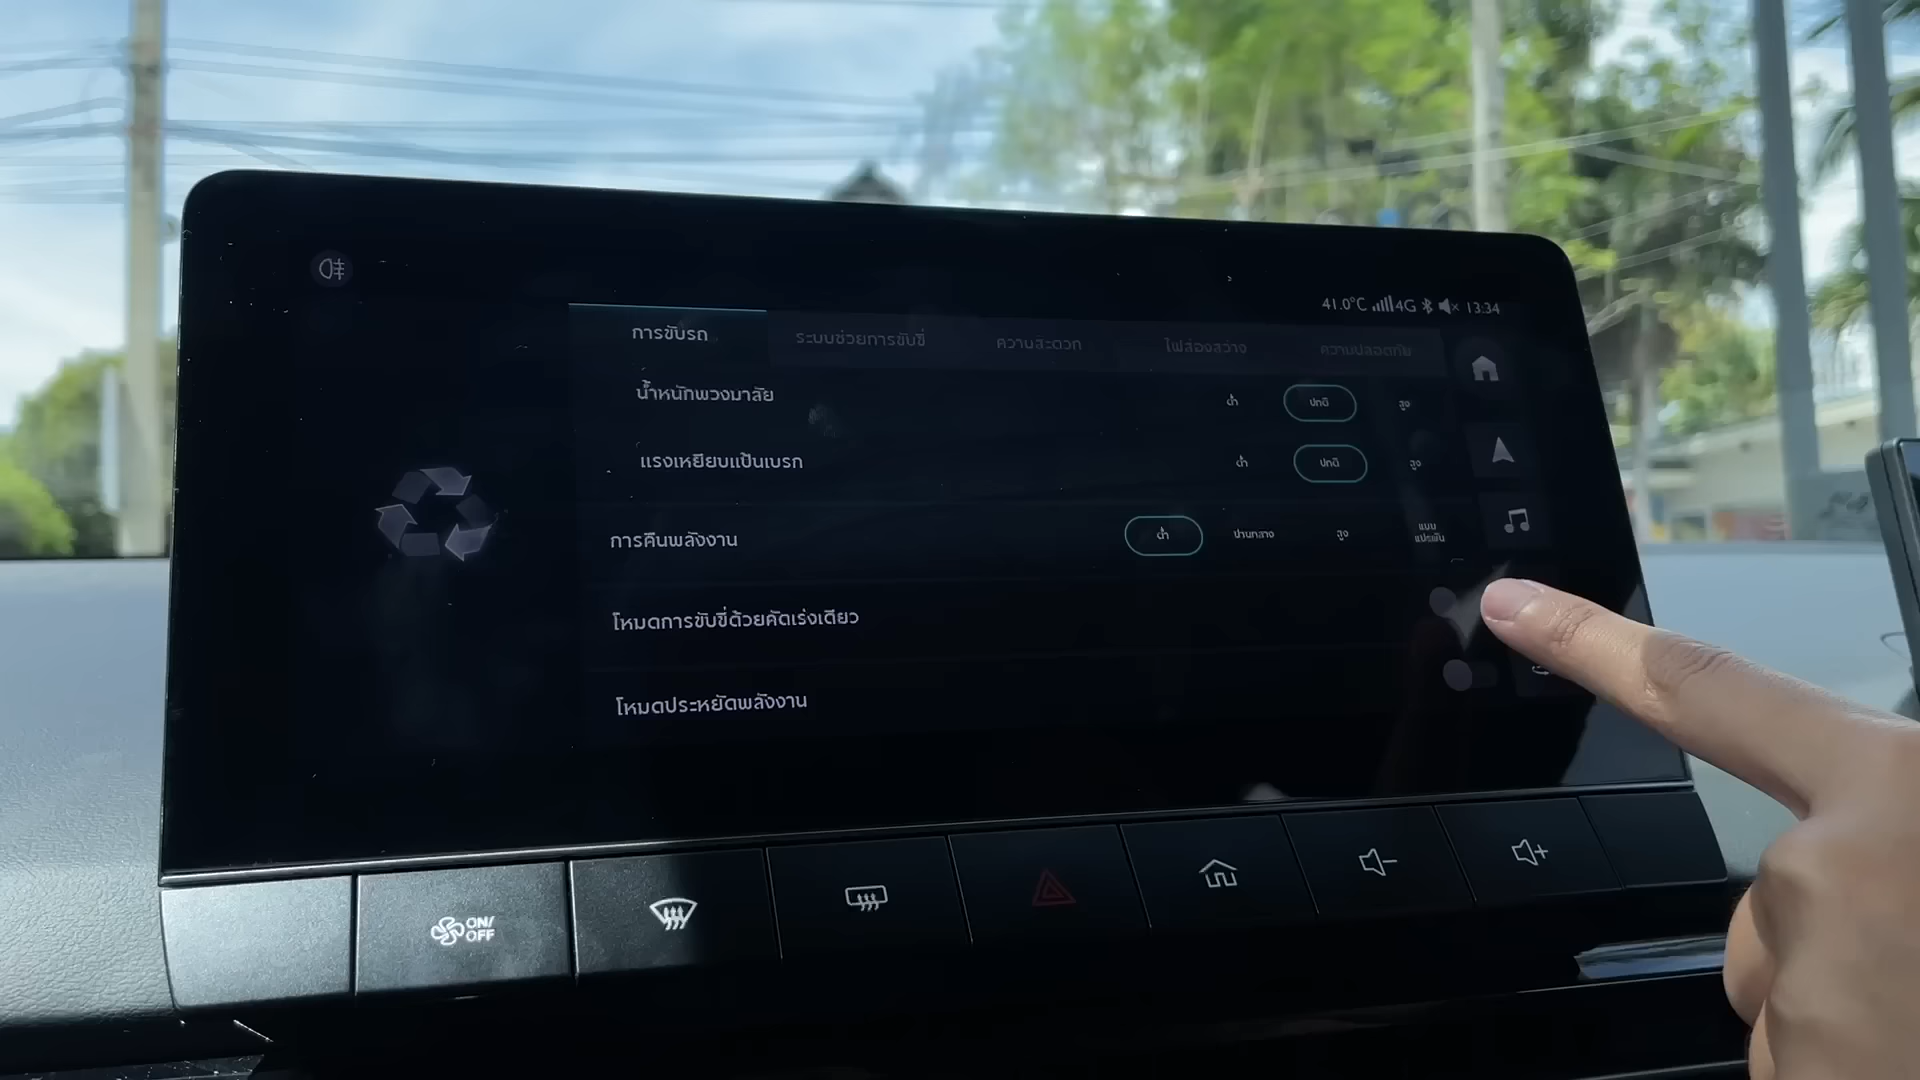 41.0°C 4G 13:34
การขับรถ ระบบช่วยการขับขี่ ความสะดวก ไฟส่องสว่าง ความปลอดภัย
น้ำหนักพวงมาลัย ต่ำ ปกติ สูง
แรงเหยียบแป้นเบรก ต่ำ ปกติ สูง
การคืนพลังงาน ต่ำ ปานกลาง สูง แบบ
แปรผัน
โหมดการขับขี่ด้วยคัดเร่งเดียว
โหมดประหยัดพลังงาน
ON/
OFF